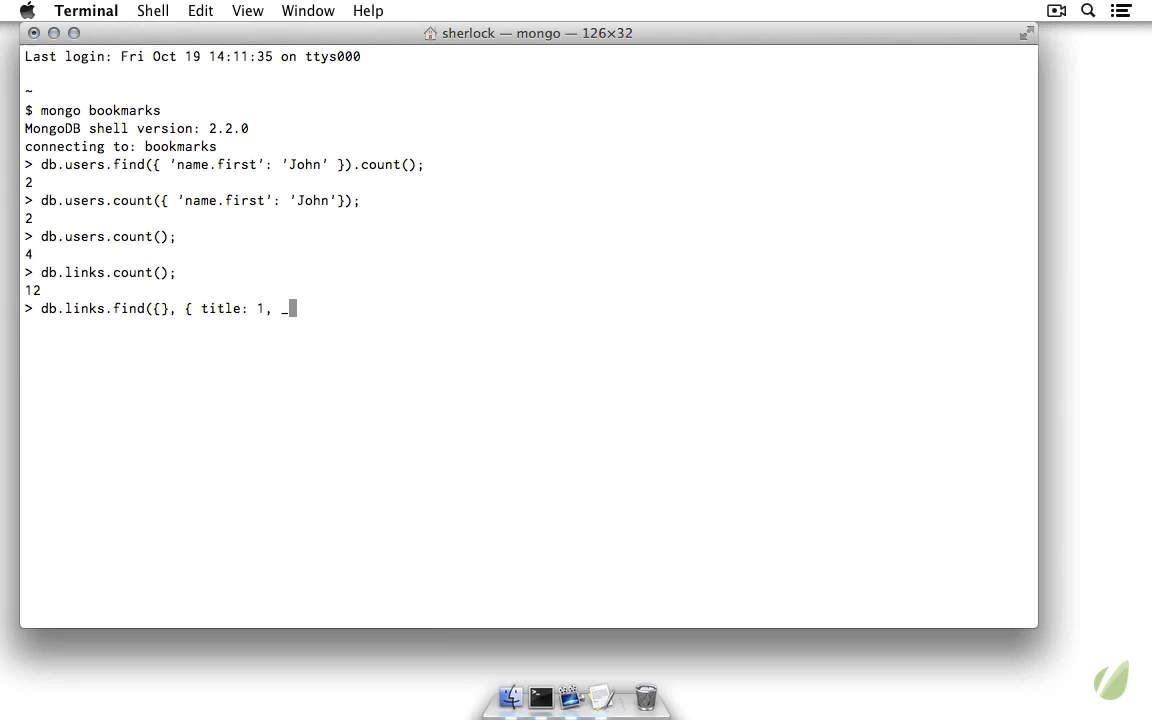 Terminal Shell Edit View Window Help
sherlock — mongo — 126×32
Last login: Fri Oct 19 14:11:35 on ttys000
~
$ mongo bookmarks
MongoDB shell version: 2.2.0
connecting to: bookmarks
> db.users.find({ 'name.first': 'John' }).count();
2
> db.users.count({ 'name.first': 'John'});
2
> db.users.count();
4
> db.links.count();
12
> db.links.find({}, { title: 1, _